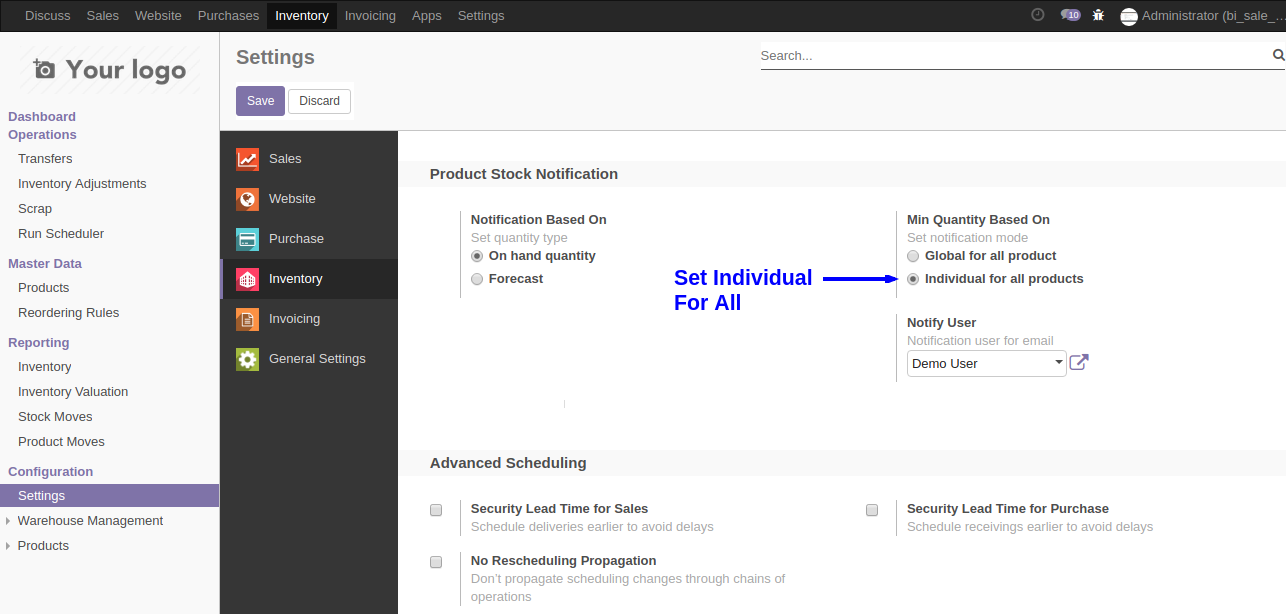 Discuss Sales Website Purchases Inventory Invoicing Apps Settings 10 Administrator (bi_sale_...
Your logo
Settings
Search...
Save Discard
Dashboard
Operations
Transfers
Inventory Adjustments
Scrap
Run Scheduler
Master Data
Products
Reordering Rules
Reporting
Inventory
Inventory Valuation
Stock Moves
Product Moves
Configuration
Settings
Warehouse Management
Products
Sales
Website
Purchase
Inventory
Invoicing
General Settings
Product Stock Notification
Notification Based On
Set quantity type
On hand quantity
Forecast
Min Quantity Based On
Set notification mode
Global for all product
Individual for all products
Set Individual
For All
Notify User
Notification user for email
Demo User
Advanced Scheduling
Security Lead Time for Sales
Schedule deliveries earlier to avoid delays
Security Lead Time for Purchase
Schedule receivings earlier to avoid delays
No Rescheduling Propagation
Don't propagate scheduling changes through chains of
operations